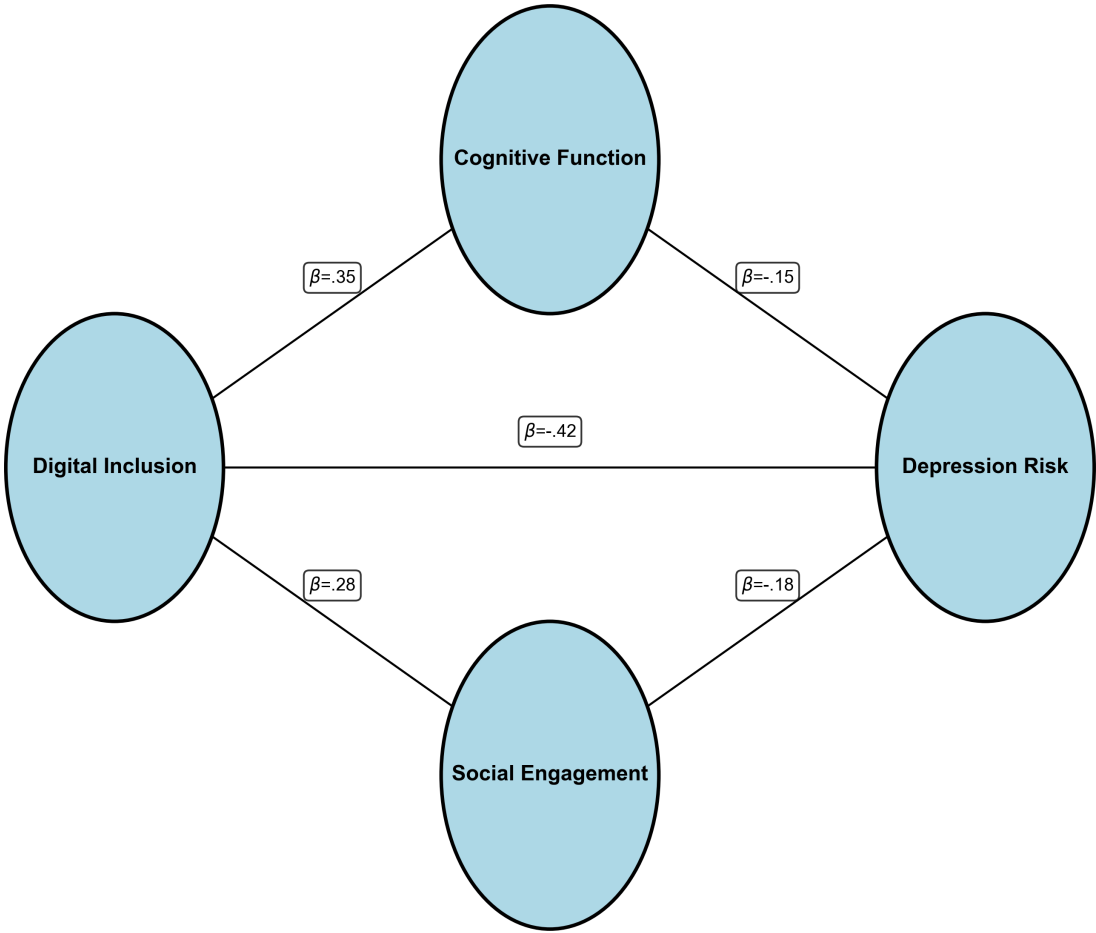 Cognitive Function
β=.35
β=-.15
β=-.42
Digital Inclusion
Depression Risk
β=.28
β=-.18
Social Engagement